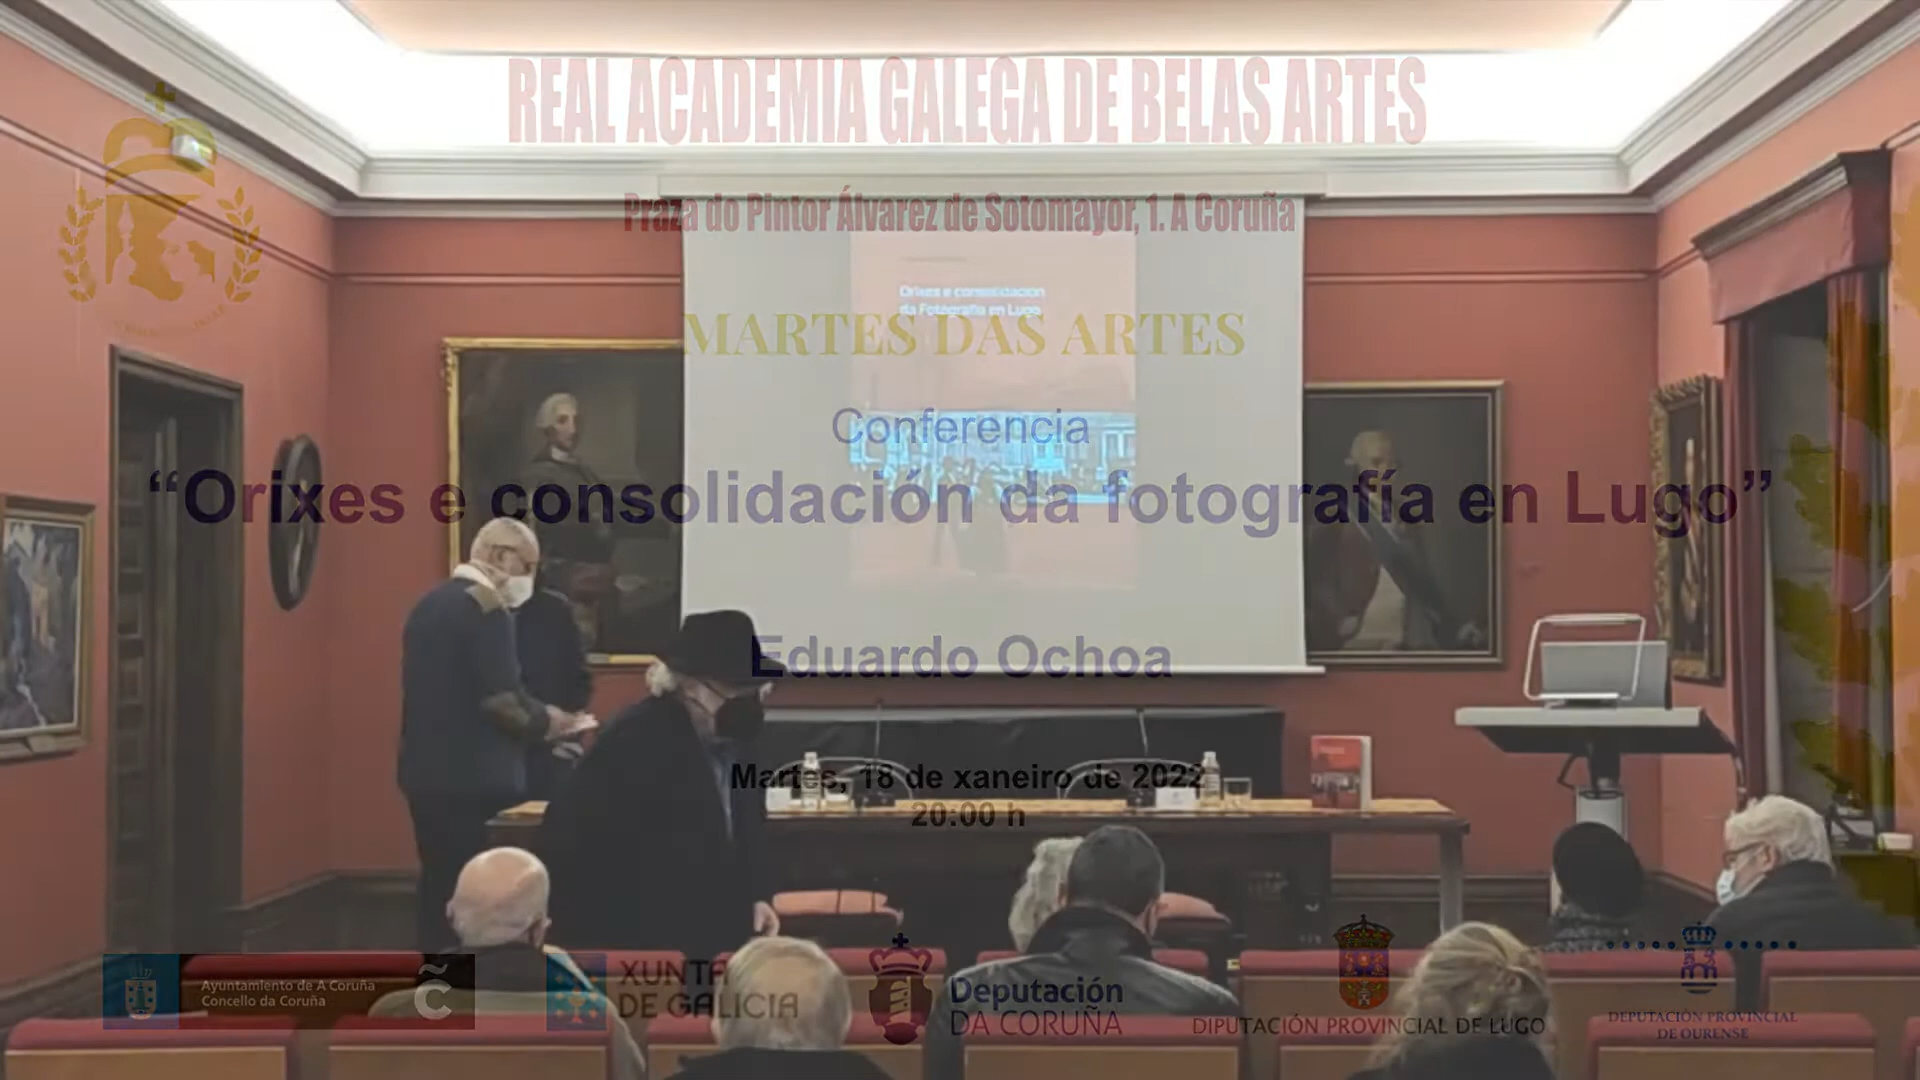 REAL ACADEMIA GALEGA DE BELAS ARTES
Praza do Pintor Álvarez de Sotomayor, 1. A Coruña
Orixes e consolidación
da Fotografía en Lugo
MARTES DAS ARTES
Conferencia
“Orixes e consolidación da fotografía en Lugo”
Eduardo Ochoa
Martes, 18 de xaneiro de 2022
20:00 h
Ayuntamiento de A Coruña
Concello da Coruña
XUNTA
DE GALICIA
Deputación
DA CORUÑA
DIPUTACIÓN PROVINCIAL DE LUGO
DEPUTACIÓN PROVINCIAL
DE OURENSE